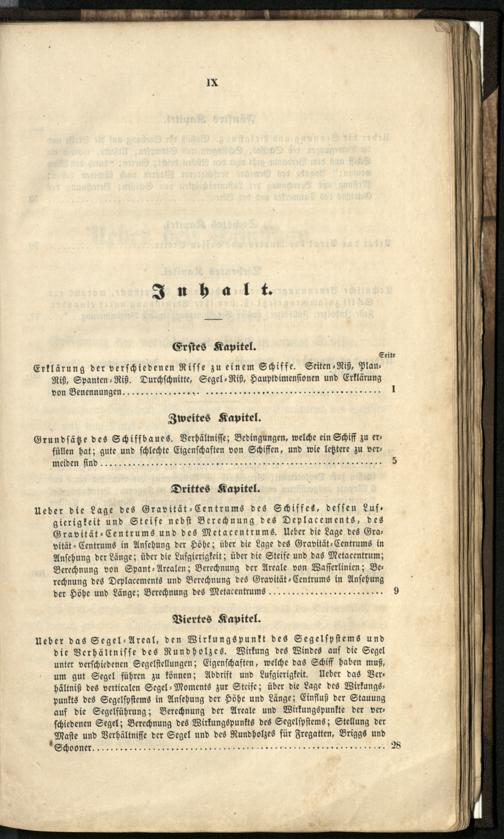 IX
Inhalt.
Erstes Kapitel.
Seite
Erklärung der verschiedenen Risse zu einem Schiffe. Seiten-Riß, Plan-
Riß, Spanten-Riß. Durchschnitte, Segel-Riß, Hauptdimensionen und Erklärung
von Benennungen. 1
Zweites Kapitel.
Grundsätze des Schiffbaues. Verhältnisse; Bedingungen, welche ein Schiff zu er-
füllen hat; gute und schlechte Eigenschaften von Schiffen, und wie letztere zu ver-
meiden sind 5
Drittes Kapitel.
Ueber die Lage des Gravität-Centrums des Schiffes, dessen Luf-
gierigkeit und Steife nebst Berechnung des Deplacements, des
Gravität-Centrums und des Metacentrums. Ueber die Lage des Gra-
vität-Centrums in Ansehung der Höhe; über die Lage des Gravität-Centrums in
Ansehung der Länge; über die Lufgierigkeit; über die Steife und das Metacentrum;
Berechnung von Spant-Arealen; Berechnung der Areale von Wasserlinien; Be-
rechnung des Deplacements und Berechnung des Gravität-Centrums in Ansehung
der Höhe und Länge; Berechnung des Metacentrums 9
Viertes Kapitel.
Ueber das Segel-Areal, den Wirkungspunkt des Segelsystems und
die Verhältnisse des Rundholzes. Wirkung des Windes auf die Segel
unter verschiedenen Segelstellungen; Eigenschaften, welche das Schiff haben muß,
um gut Segel führen zu können; Abdrift und Lufgierigkeit. Ueber das Ver-
hältniß des verticalen Segel-Moments zur Steife; über die Lage des Wirkungs-
punkts des Segelsystems in Ansehung der Höhe und Länge; Einfluß der Stauung
auf die Segelführung; Berechnung der Areale und Wirkungspunkte der ver-
schiedenen Segel; Berechnung des Wirkungspunkts des Segelsystems; Stellung der
Maste und Verhältnisse der Segel und des Rundholzes für Fregatten, Briggs und
Schooner. 28